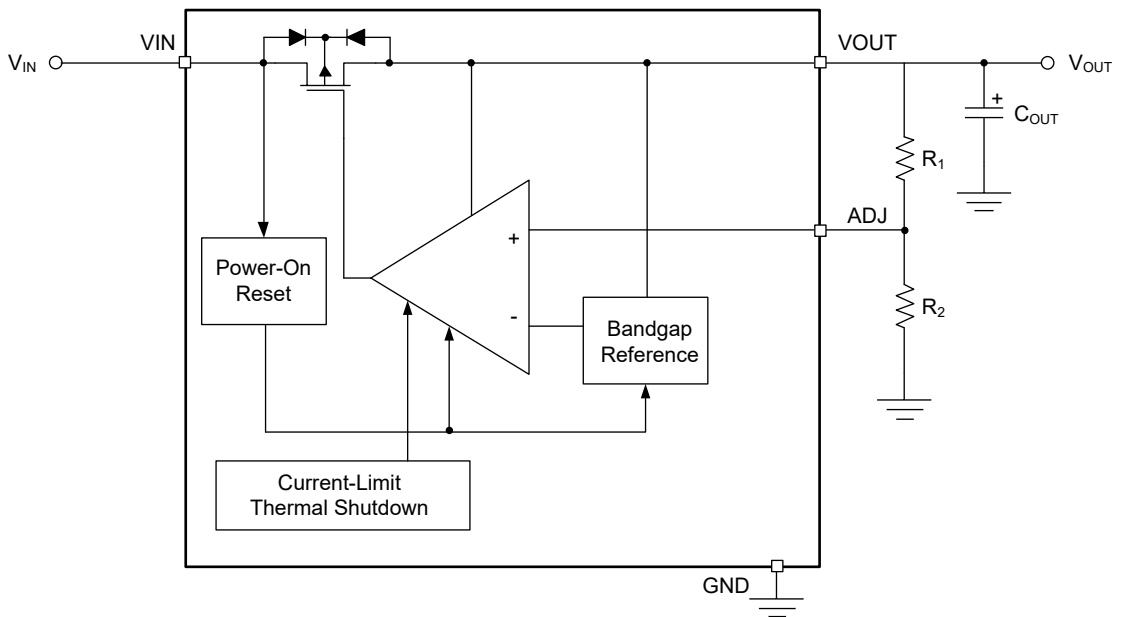 VIN
VOUT
V_IN
V_OUT
+
C_OUT
R_1
ADJ
+
Power-On
Reset
-
Bandgap
Reference
R_2
Current-Limit
Thermal Shutdown
GND